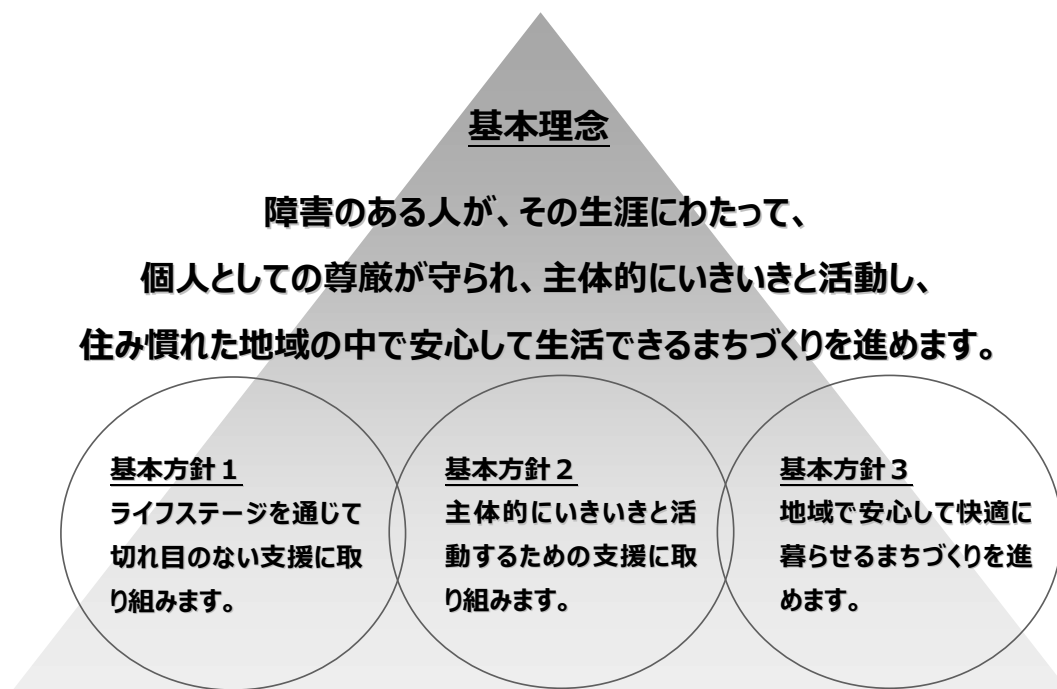 基本理念
障害のある人が、その生涯にわたって、
個人としての尊厳が守られ、主体的にいきいきと活動し、
住み慣れた地域の中で安心して生活できるまちづくりを進めます。
基本方針１
ライフステージを通じて
切れ目のない支援に取
り組みます。
基本方針２
主体的にいきいきと活
動するための支援に取
り組みます。
基本方針３
地域で安心して快適に
暮らせるまちづくりを進
めます。